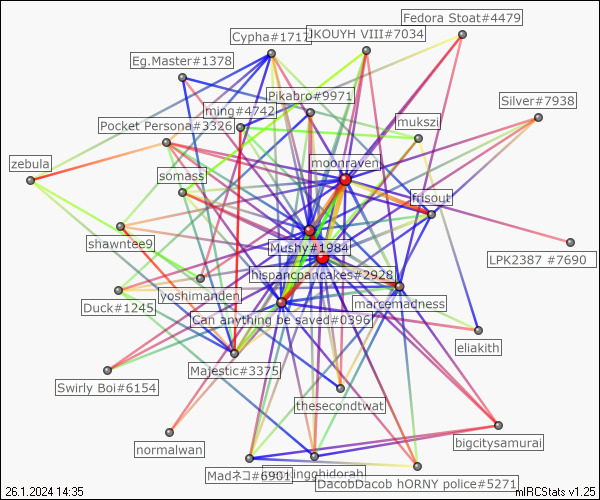 Fedora Stoat#4479
Cypha#1717
JKOUYH VIII#7034
Eg.Master#1378
Pikabro#9971
Silver#7938
ming#4742
Pocket Persona#3326
mukszi
zebula
moonraven
somass
frisout
shawntee9
Mushy#1984
LPK2387 #7690
hispancpancakes#2928
yoshimanden
Duck#1245
marcemadness
Can anything be saved#0396
eliakith
Majestic#3375
Swirly Boi#6154
thesecondtwat
normalwan
bigcitysamurai
Madネコ#6901
ingghidorah
DacobDacob hORNY police#5271
26.1.2024 14:35
mIRCStats v1.25